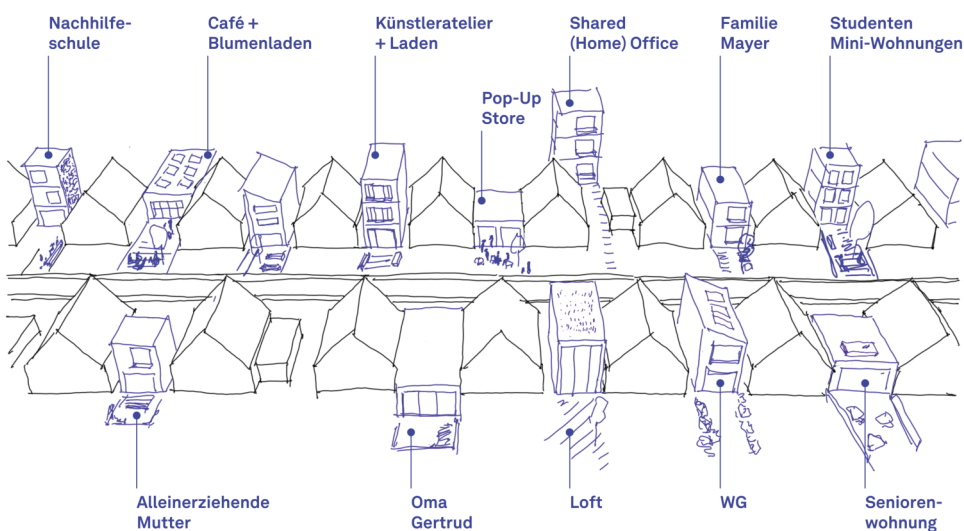 Nachhilfe-
schule
Café +
Blumenladen
Künstleratelier
+ Laden
Shared
(Home) Office
Familie
Mayer
Studenten
Mini-Wohnungen
Pop-Up
Store
Alleinerziehende
Mutter
Oma
Gertrud
Loft
WG
Senioren-
wohnung